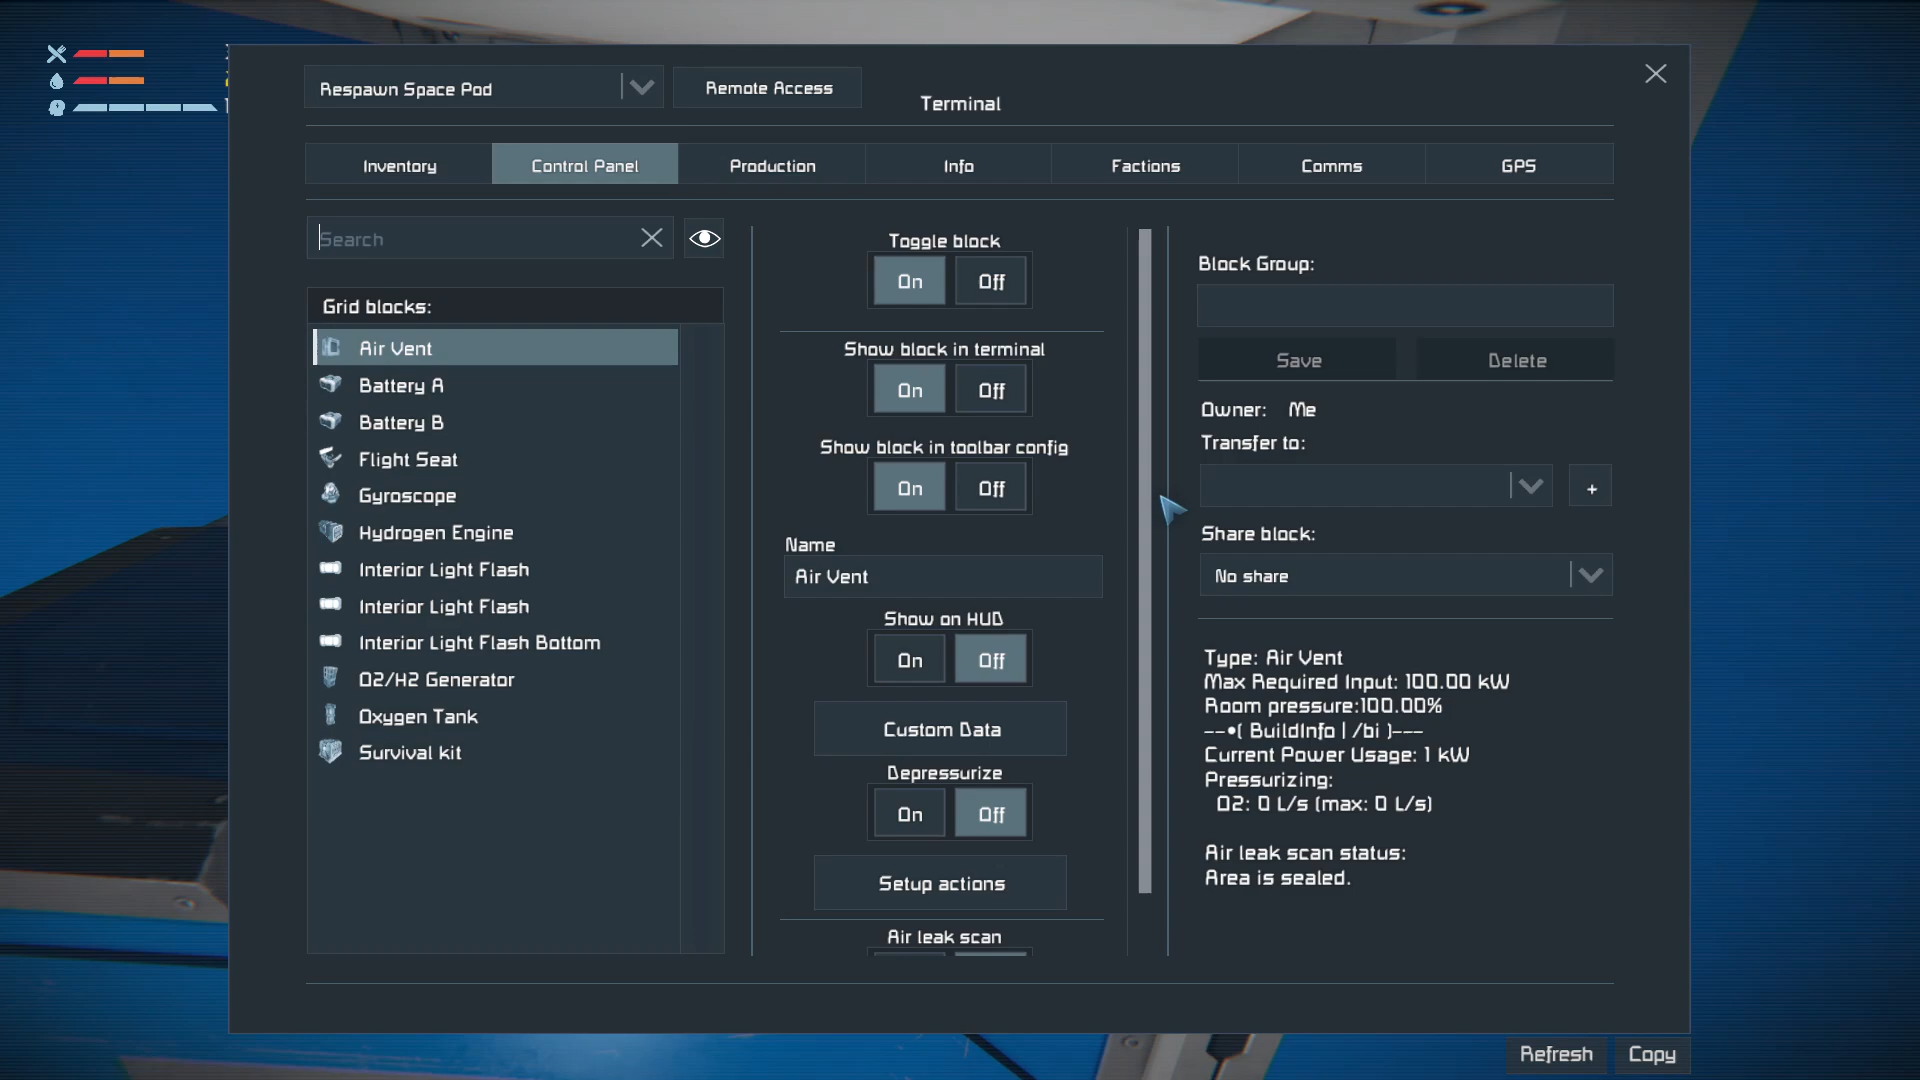 Respawn Space Pod
Remote Access
Terminal
Inventory
Control Panel
Production
Info
Factions
Comms
GPS
Search
Grid blocks:
Air Vent
Battery A
Battery B
Flight Seat
Gyroscope
Hydrogen Engine
Interior Light Flash
Interior Light Flash
Interior Light Flash Bottom
O2/H2 Generator
Oxygen Tank
Survival kit
Toggle block
On Off
Show block in terminal
On Off
Show block in toolbar config
On Off
Name
Air Vent
Show on HUD
On Off
Custom Data
Depressurize
On Off
Setup actions
Air leak scan
Block Group:
Save Delete
Owner: Me
Transfer to:
+
Share block:
No share
Type: Air Vent
Max Required Input: 100.00 kW
Room pressure:100.00%
--•( BuildInfo | /bi )---
Current Power Usage: 1 kW
Pressurizing:
O2: 0 L/s (max: 0 L/s)
Air leak scan status:
Area is sealed.
Refresh Copy